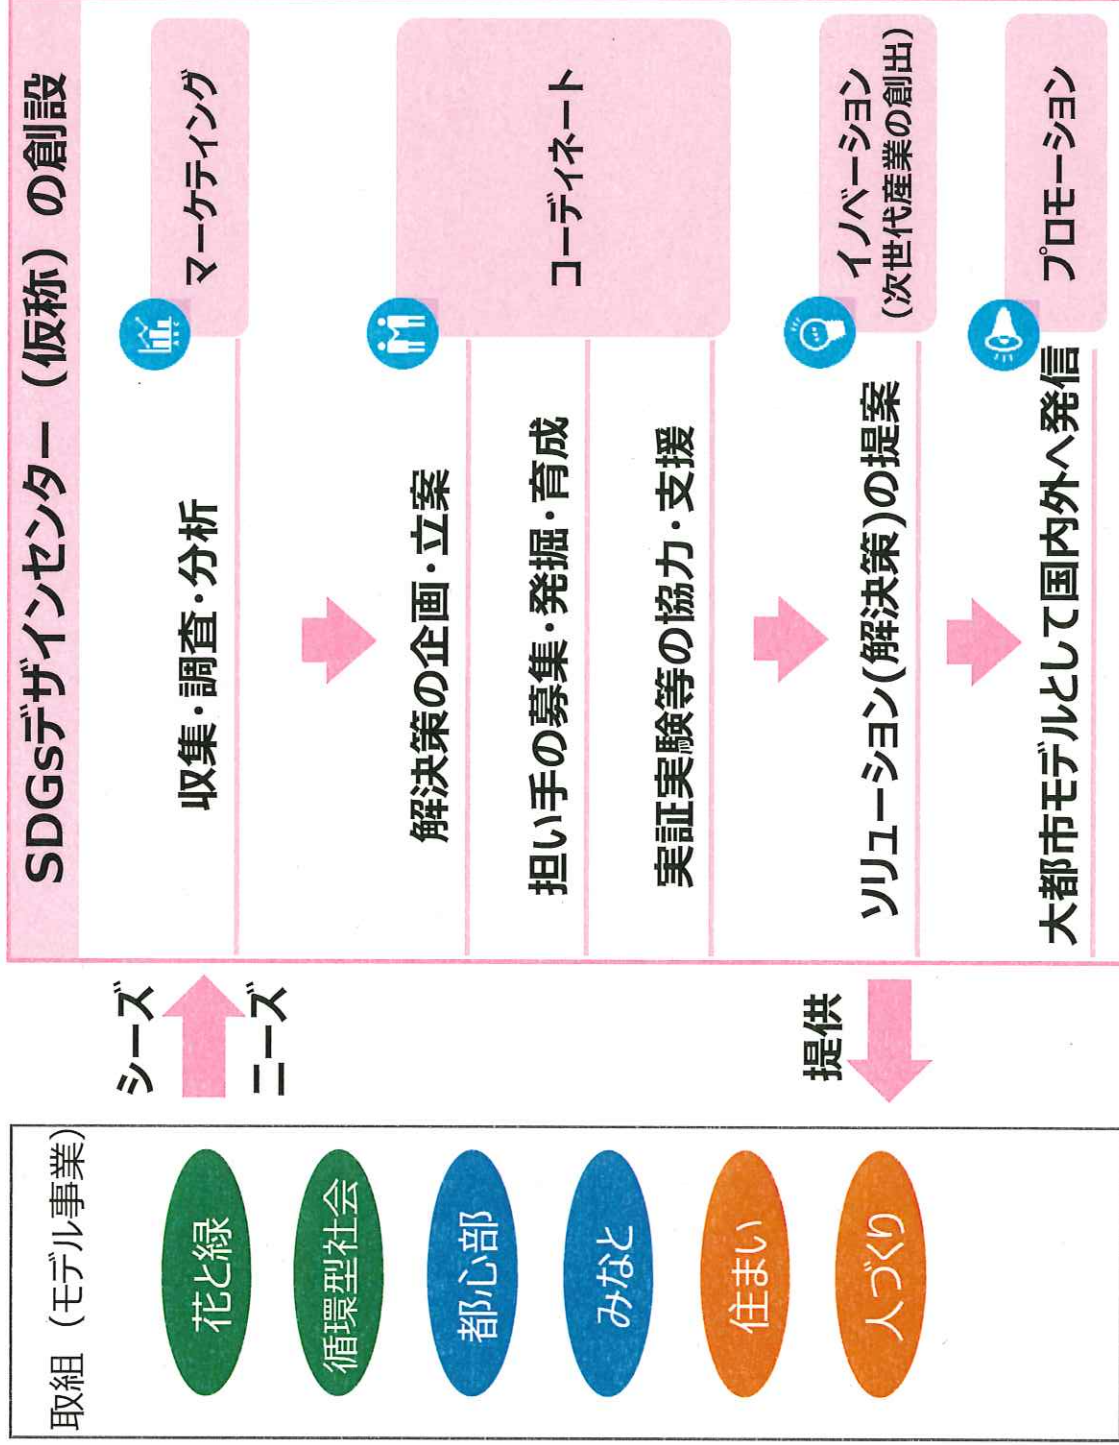 取組（モデル事業）
花と緑
循環型社会
都心部
みなと
住まい
人づくり
シーズ
ニーズ
提供
SDGsデザインセンター（仮称）の創設
収集・調査・分析
マーケティング
解決策の企画・立案
担い手の募集・発掘・育成
実証実験等の協力・支援
コーディネート
ソリューション(解決策)の提案
イノベーション
(次世代産業の創出)
大都市モデルとして国内外へ発信
プロモーション